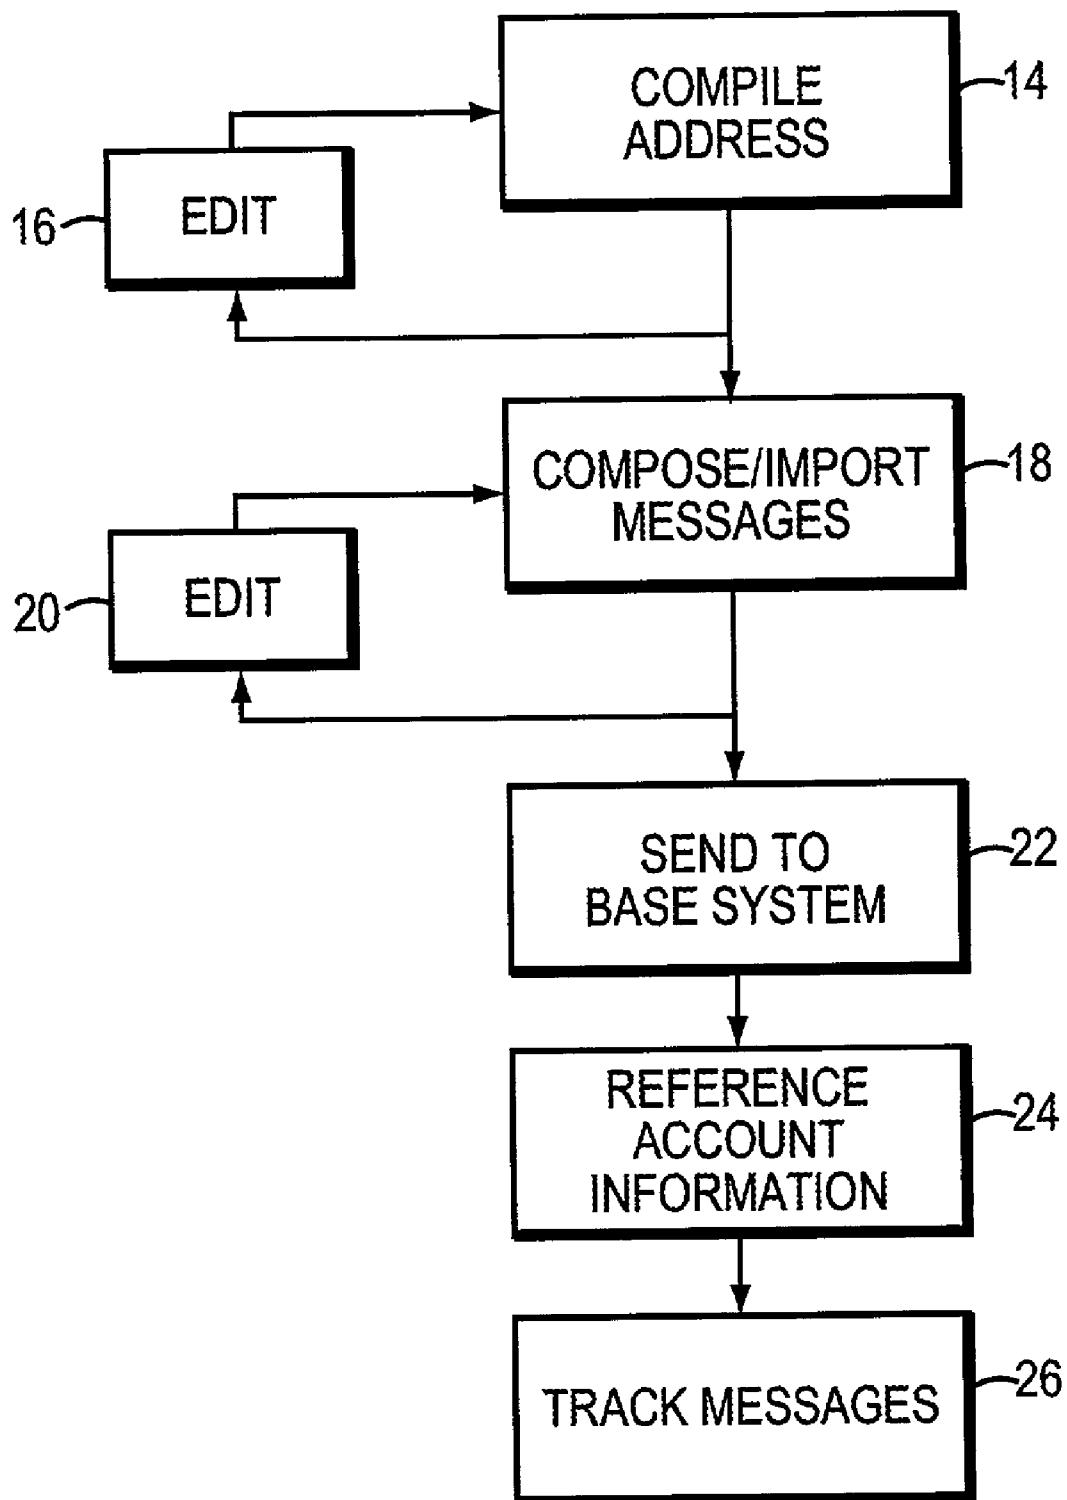 COMPILE
ADDRESS
14
EDIT
16
COMPOSE/IMPORT
MESSAGES
18
EDIT
20
SEND TO
BASE SYSTEM
22
REFERENCE
ACCOUNT
INFORMATION
24
TRACK MESSAGES
26